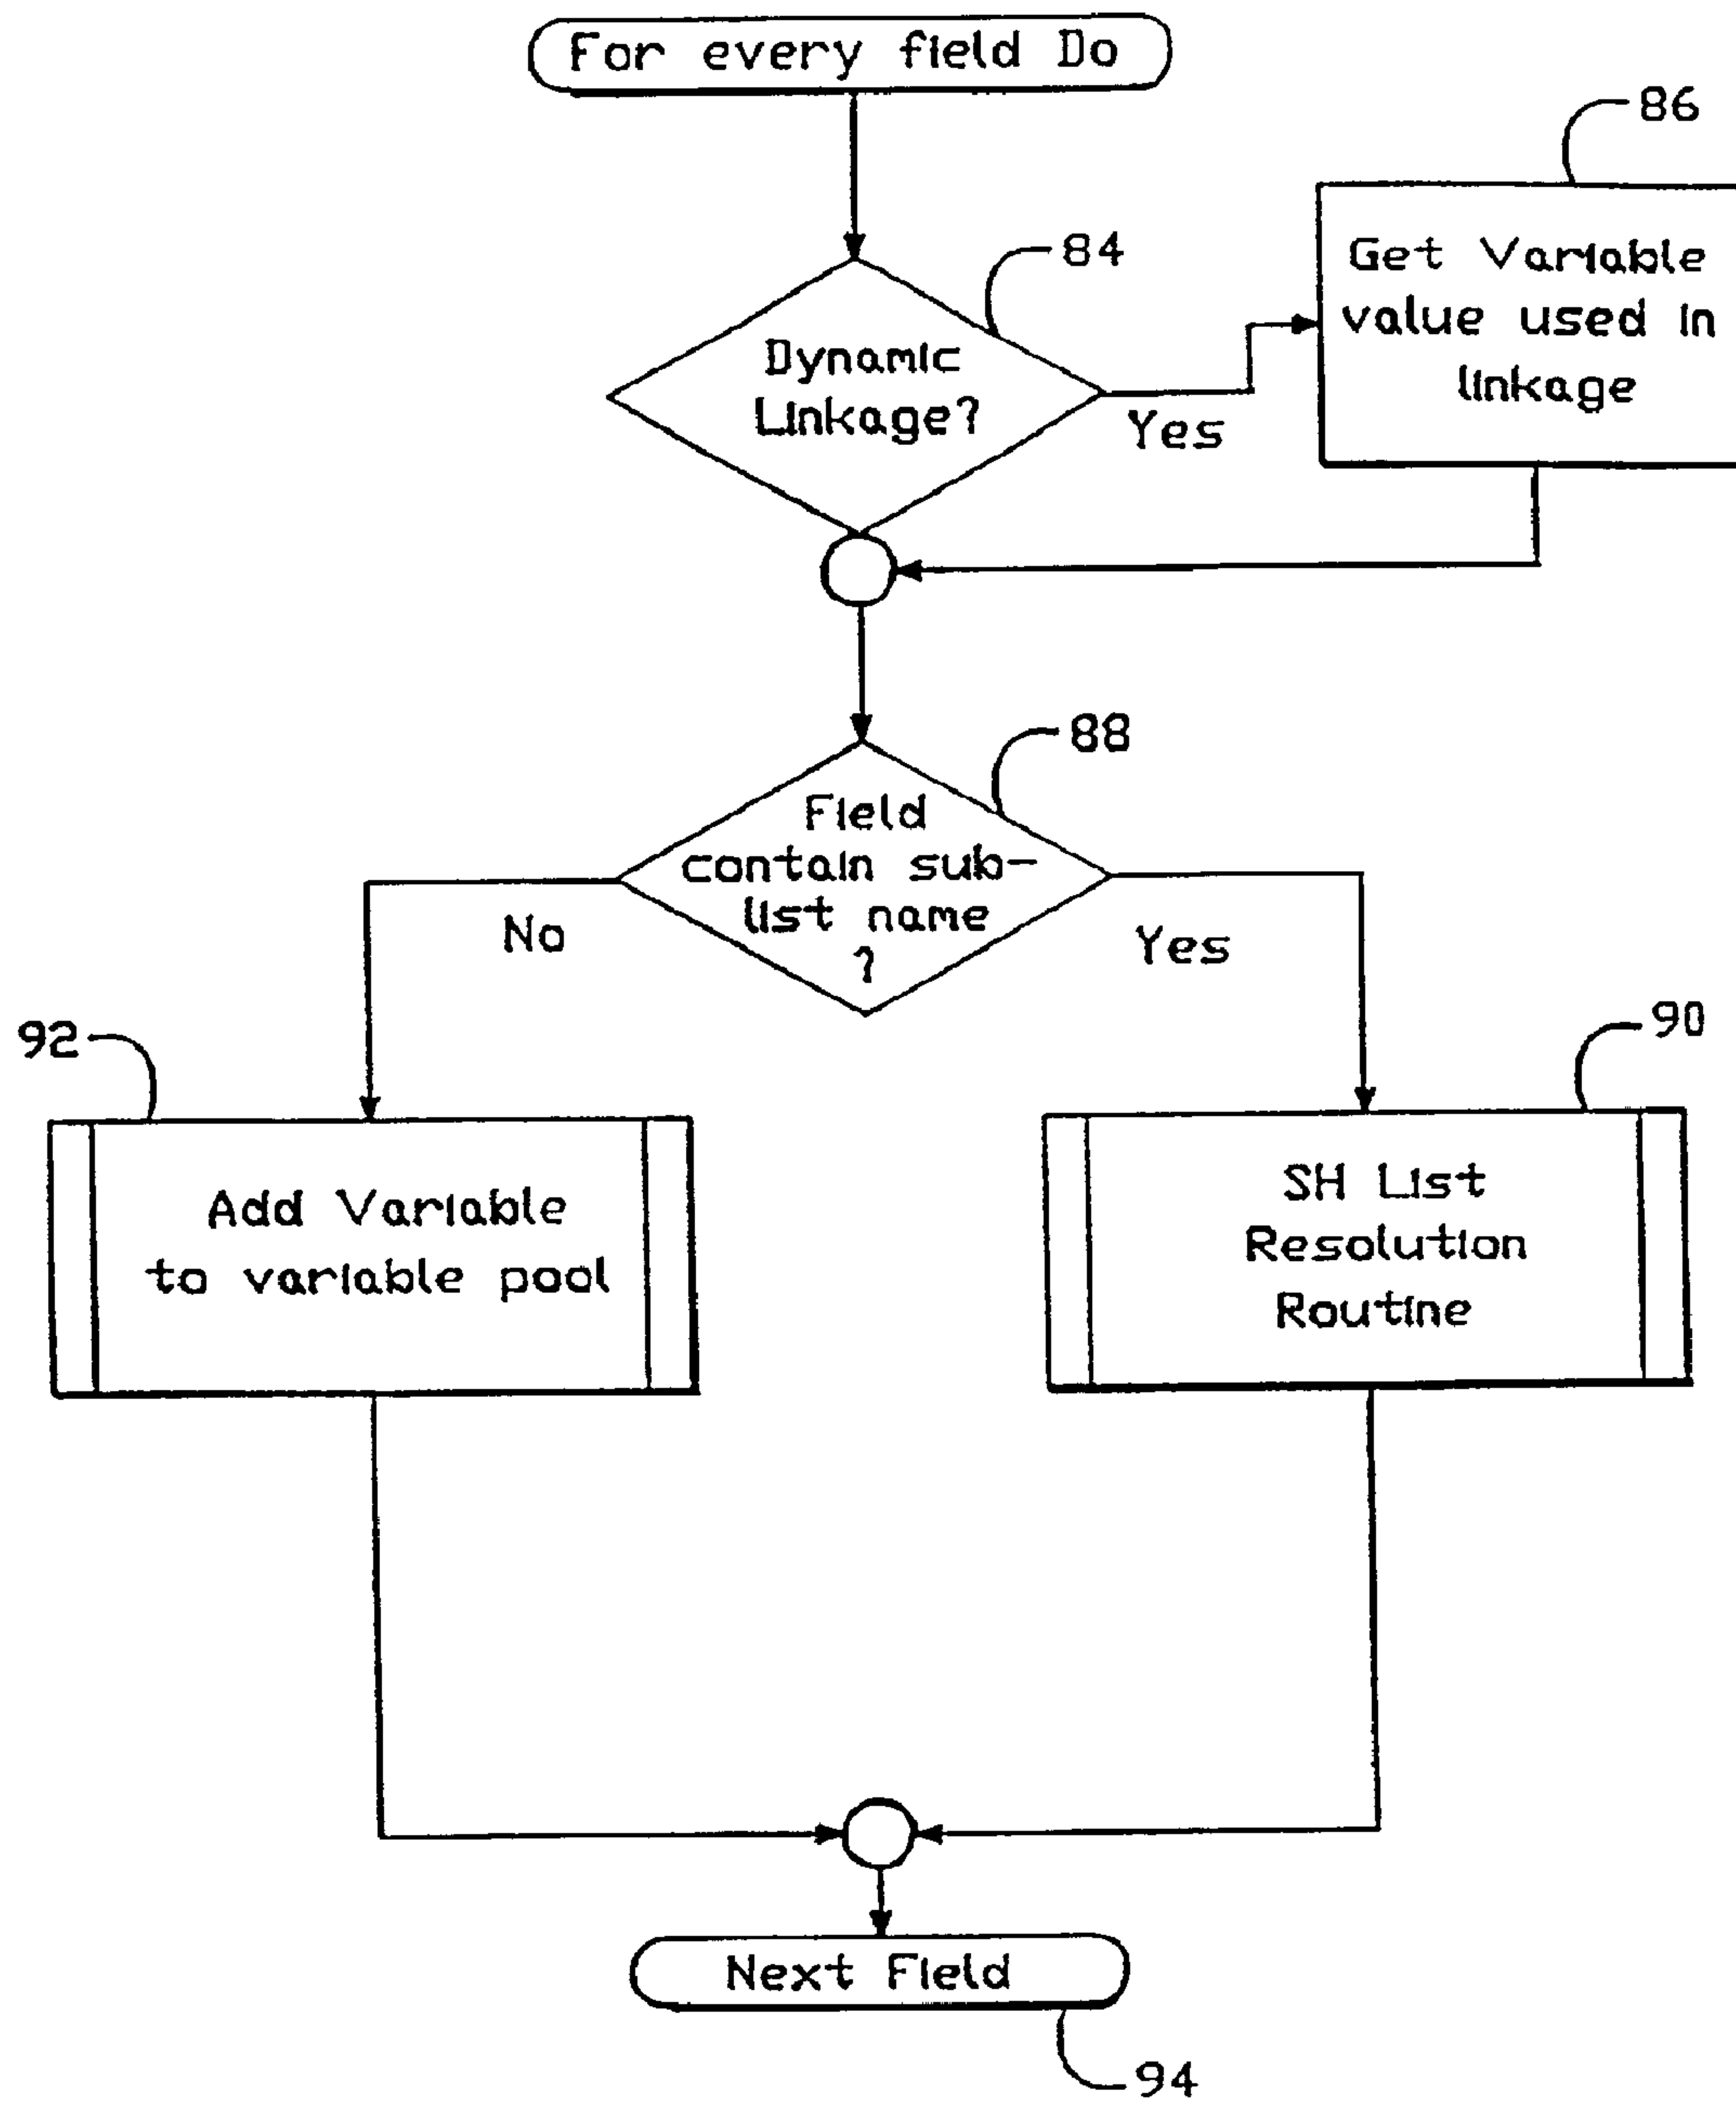 For every field Do
86
Get Variable
value used in
linkage
84
Dynamic
Linkage?
Yes
88
Field
contain sub-
list name
?
No
Yes
92
90
Add Variable
to variable pool
SH List
Resolution
Routine
Next Field
94